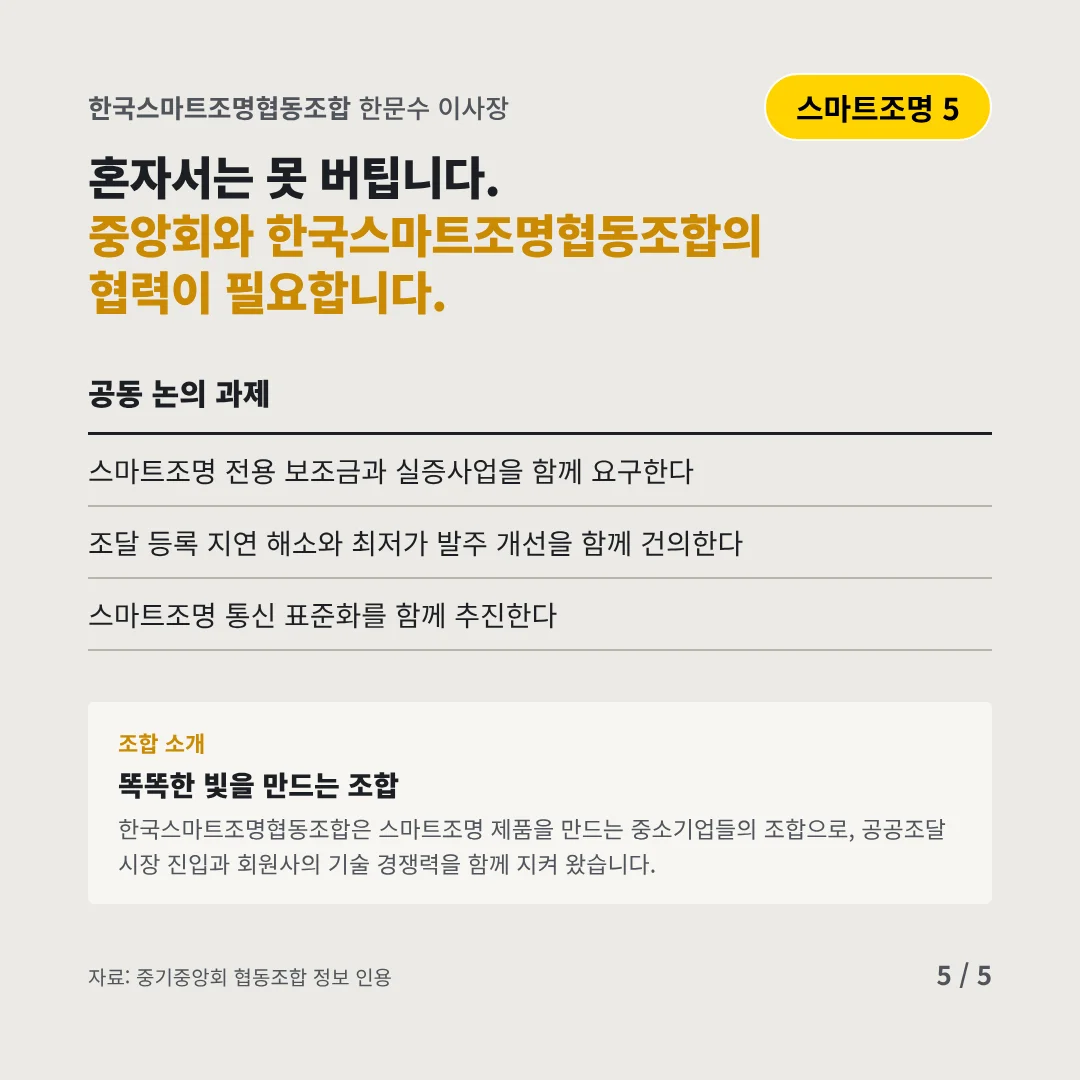 한국스마트조명협동조합 한문수 이사장
스마트조명 5
혼자서는 못 버팁니다.
중앙회와 한국스마트조명협동조합의
협력이 필요합니다.
공동 논의 과제
스마트조명 전용 보조금과 실증사업을 함께 요구한다
조달 등록 지연 해소와 최저가 발주 개선을 함께 건의한다
스마트조명 통신 표준화를 함께 추진한다
조합 소개
똑똑한 빛을 만드는 조합
한국스마트조명협동조합은 스마트조명 제품을 만드는 중소기업들의 조합으로, 공공조달
시장 진입과 회원사의 기술 경쟁력을 함께 지켜 왔습니다.
자료: 중기중앙회 협동조합 정보 인용
5 / 5